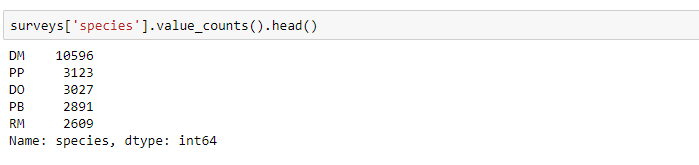 surveys['species'].value_counts().head()
DM    10596
PP     3123
DO     3027
PB     2891
RM     2609
Name: species, dtype: int64